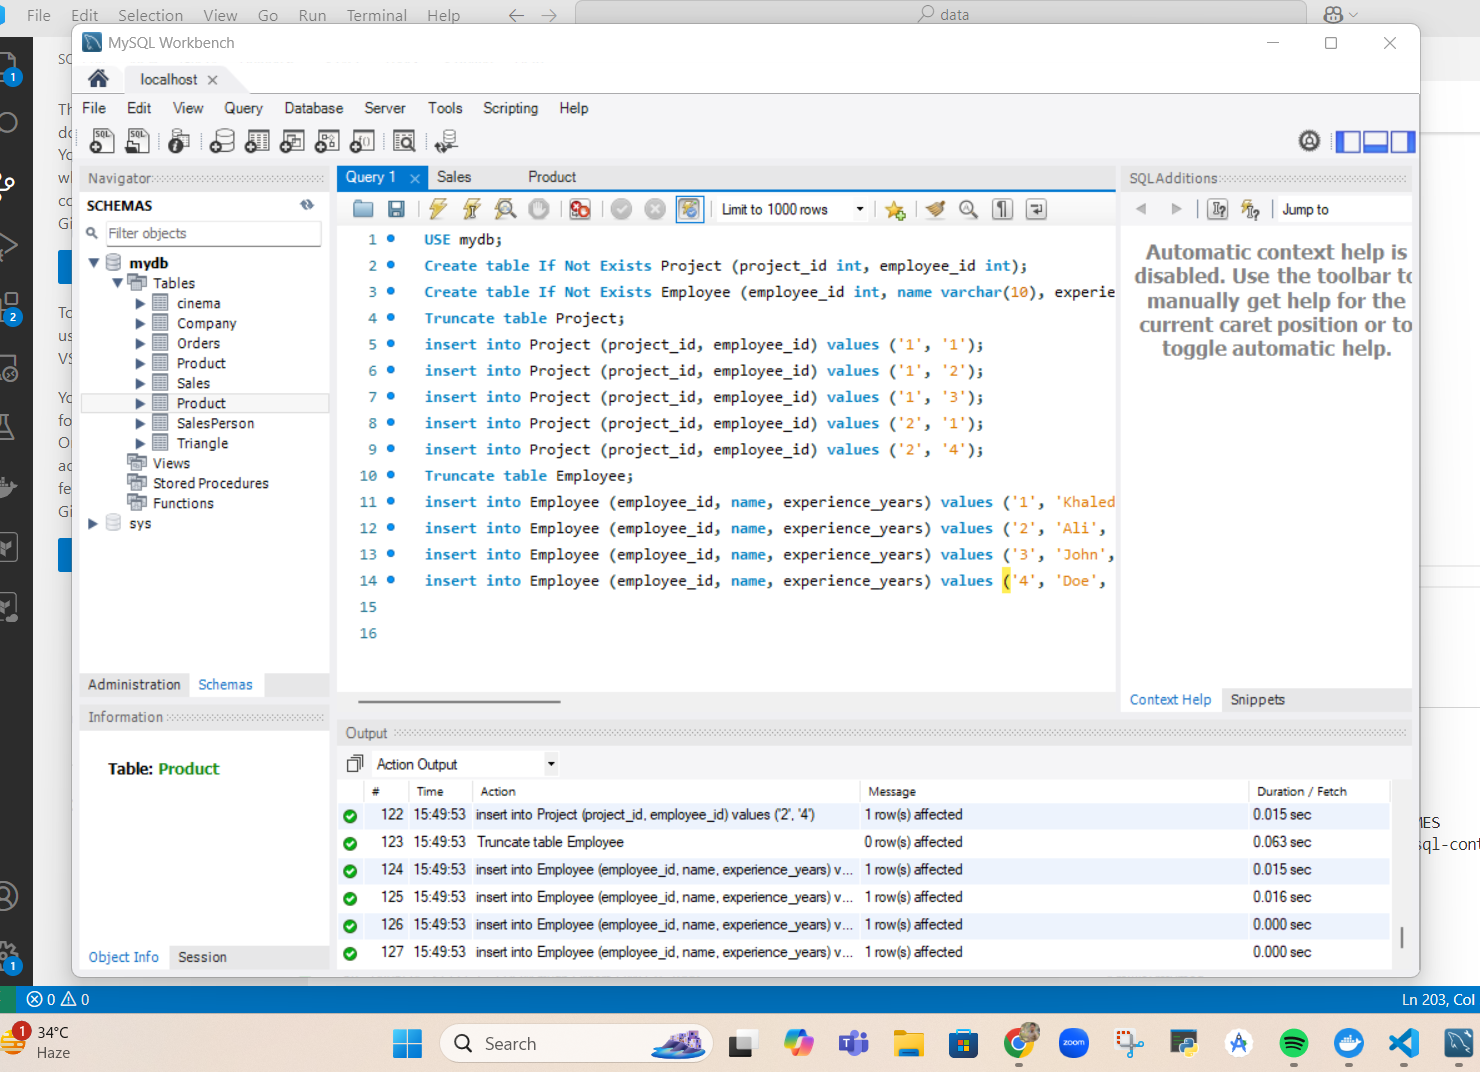 File Edit Selection View Go Run Terminal Help
data
MySQL Workbench
localhost
File Edit View Query Database Server Tools Scripting Help
Navigator
SCHEMAS
Filter objects
mydb
Tables
cinema
Company
Orders
Product
Sales
Product
SalesPerson
Triangle
Views
Stored Procedures
Functions
sys
Administration Schemas
Information
Table: Product
Object Info Session
Query 1 Sales Product
Limit to 1000 rows
1 USE mydb;
2 Create table If Not Exists Project (project_id int, employee_id int);
3 Create table If Not Exists Employee (employee_id int, name varchar(10), experie
4 Truncate table Project;
5 insert into Project (project_id, employee_id) values ('1', '1');
6 insert into Project (project_id, employee_id) values ('1', '2');
7 insert into Project (project_id, employee_id) values ('1', '3');
8 insert into Project (project_id, employee_id) values ('2', '1');
9 insert into Project (project_id, employee_id) values ('2', '4');
10 Truncate table Employee;
11 insert into Employee (employee_id, name, experience_years) values ('1', 'Khaled
12 insert into Employee (employee_id, name, experience_years) values ('2', 'Ali',
13 insert into Employee (employee_id, name, experience_years) values ('3', 'John',
14 insert into Employee (employee_id, name, experience_years) values ('4', 'Doe',
15
16
SQLAdditions
Jump to
Automatic context help is
disabled. Use the toolbar to
manually get help for the
current caret position or to
toggle automatic help.
Context Help Snippets
Output
Action Output
# Time Action Message Duration / Fetch
122 15:49:53 insert into Project (project_id, employee_id) values ('2', '4') 1 row(s) affected 0.015 sec
123 15:49:53 Truncate table Employee 0 row(s) affected 0.063 sec
124 15:49:53 insert into Employee (employee_id, name, experience_years) v... 1 row(s) affected 0.015 sec
125 15:49:53 insert into Employee (employee_id, name, experience_years) v... 1 row(s) affected 0.016 sec
126 15:49:53 insert into Employee (employee_id, name, experience_years) v... 1 row(s) affected 0.000 sec
127 15:49:53 insert into Employee (employee_id, name, experience_years) v... 1 row(s) affected 0.000 sec
0 0
Ln 203, Col
1
34°C
Haze
Search
zoom